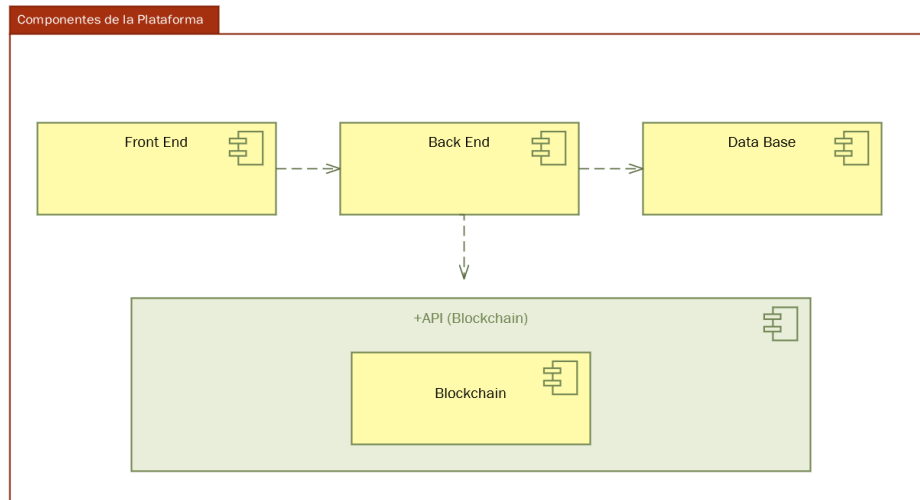 Componentes de la Plataforma
Front End
Back End
Data Base
+API (Blockchain)
Blockchain